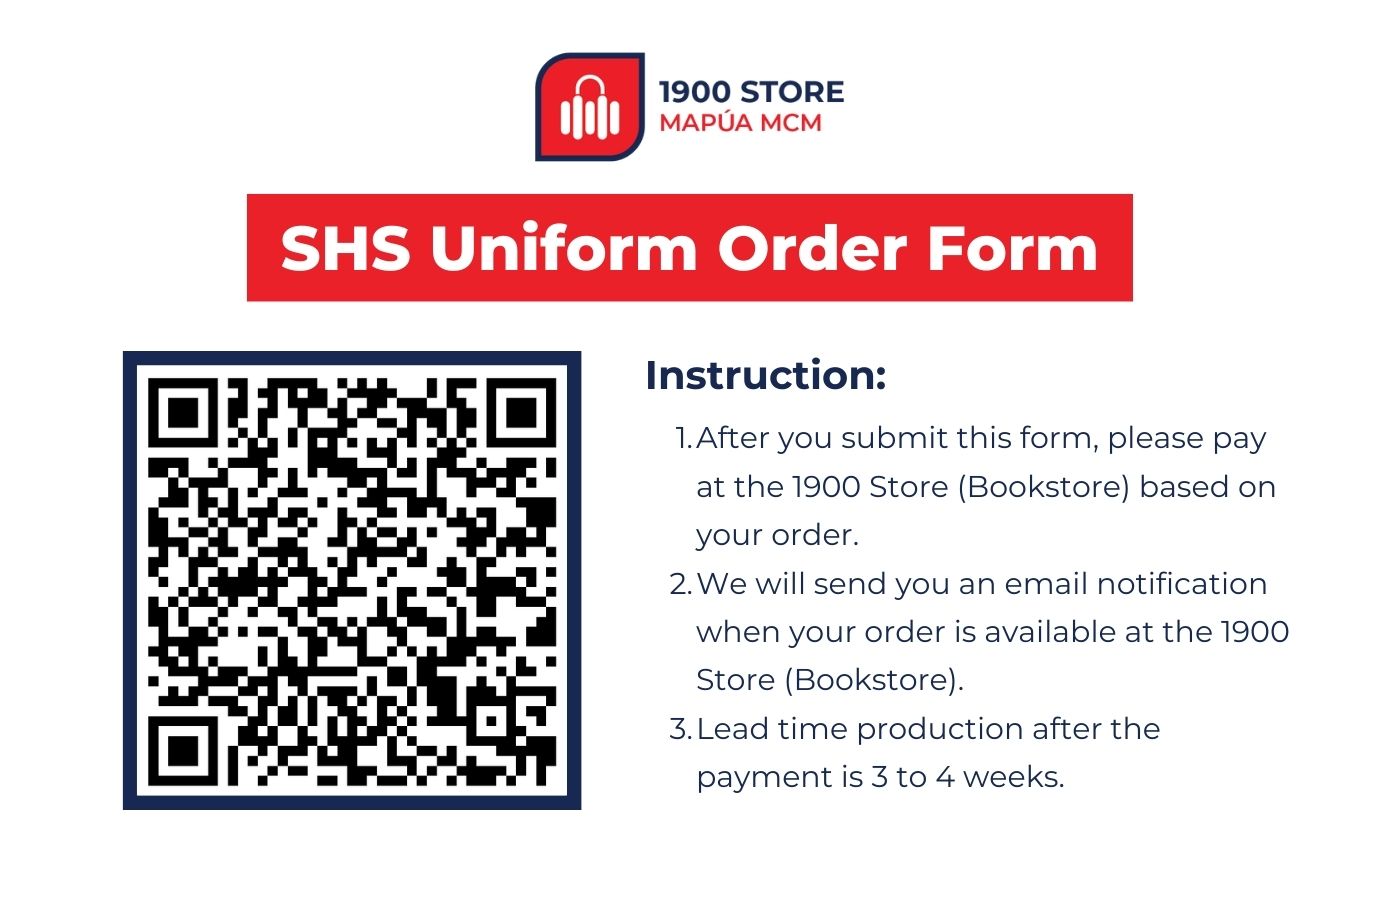 1900 STORE
MAPÚA MCM
SHS Uniform Order Form
Instruction:
1. After you submit this form, please pay
at the 1900 Store (Bookstore) based on
your order.
2. We will send you an email notification
when your order is available at the 1900
Store (Bookstore).
3. Lead time production after the
payment is 3 to 4 weeks.